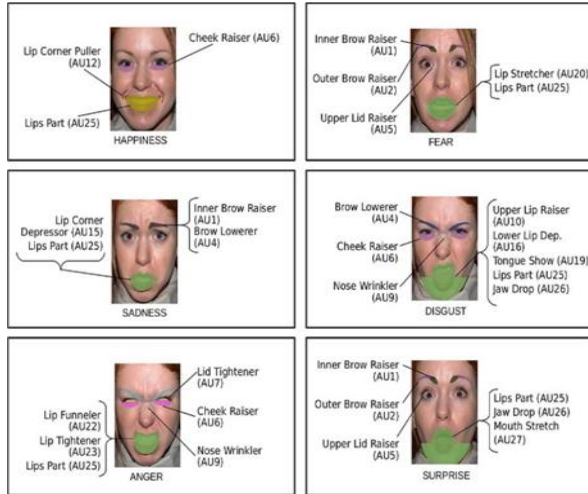 Lip Corner Puller
(AU12)
Cheek Raiser (AU6)
Lips Part (AU25)
HAPPINESS
Inner Brow Raiser
(AU1)
Outer Brow Raiser
(AU2)
Upper Lid Raiser
(AU5)
Lip Stretcher (AU20)
Lips Part (AU25)
FEAR
Lip Corner
Depressor (AU15)
Lips Part (AU25)
Inner Brow Raiser
(AU1)
Brow Lowerer
(AU4)
SADNESS
Brow Lowerer
(AU4)
Cheek Raiser
(AU6)
Nose Wrinkler
(AU9)
Upper Lip Raiser
(AU10)
Lower Lip Dep.
(AU16)
Tongue Show (AU19)
Lips Part (AU25)
Jaw Drop (AU26)
DISGUST
Lip Funneler
(AU22)
Lip Tightener
(AU23)
Lips Part (AU25)
Lid Tightener
(AU7)
Cheek Raiser
(AU6)
Nose Wrinkler
(AU9)
ANGER
Inner Brow Raiser
(AU1)
Outer Brow Raiser
(AU2)
Upper Lid Raiser
(AU5)
Lips Part (AU25)
Jaw Drop (AU26)
Mouth Stretch
(AU27)
SURPRISE